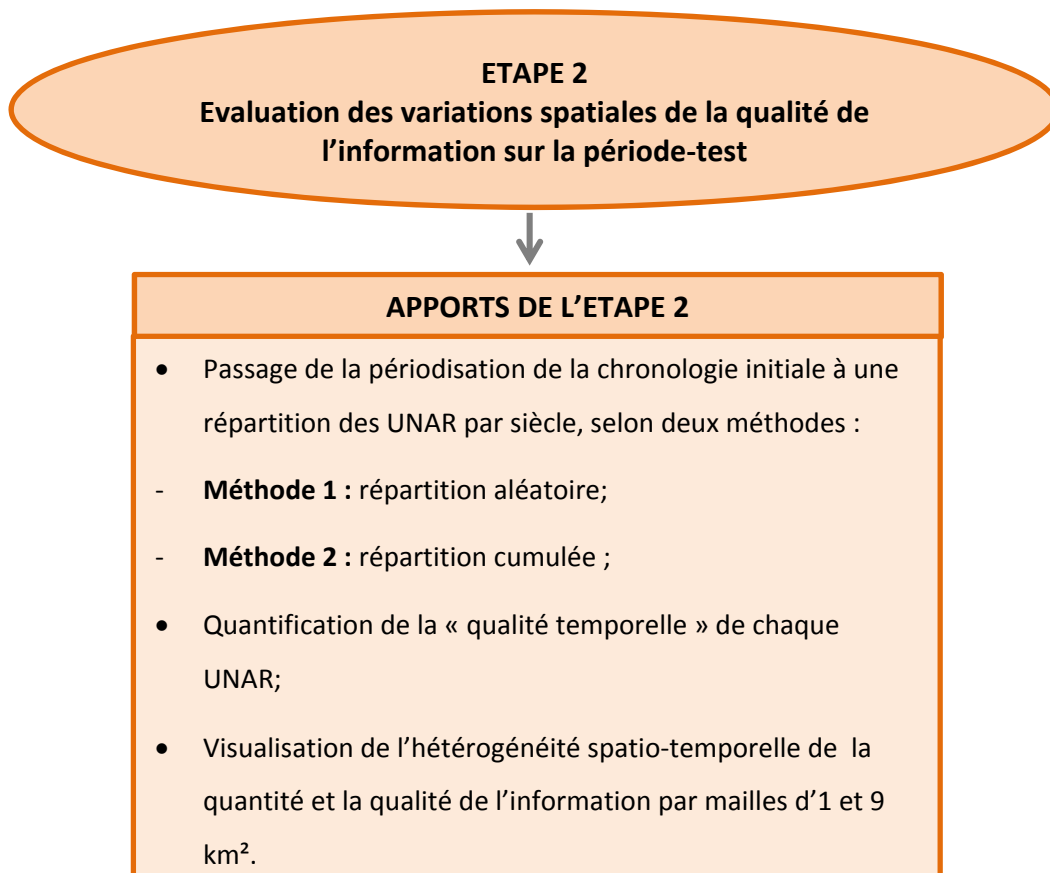 ETAPE 2
Evaluation des variations spatiales de la qualité de
l’information sur la période-test
APPORTS DE L’ETAPE 2
• Passage de la périodisation de la chronologie initiale à une
répartition des UNAR par siècle, selon deux méthodes :
- Méthode 1 : répartition aléatoire;
- Méthode 2 : répartition cumulée ;
• Quantification de la « qualité temporelle » de chaque
UNAR;
• Visualisation de l’hétérogénéité spatio-temporelle de la
quantité et la qualité de l’information par mailles d’1 et 9
km².